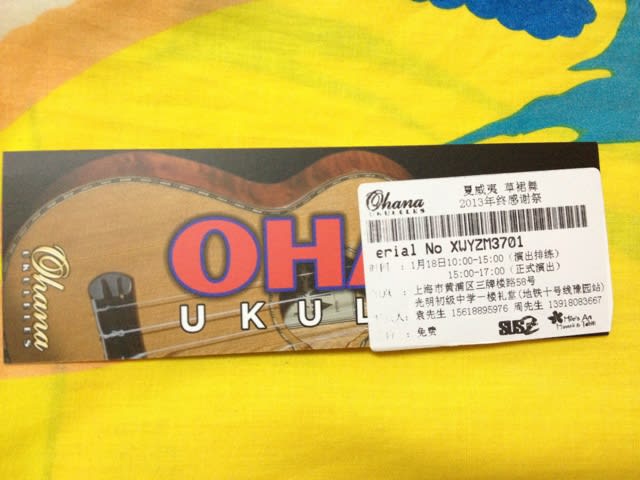 Ohana
UKULELES
OHA
UKUL
Ohana
UKULELES
夏威夷 草裙舞
2013年终感谢祭
erial No XWYZM3701
时间：1月18日10:00-15:00（演出排练）
15:00-17:00（正式演出）
：上海市黄浦区三牌楼路58号
光明初级中学一楼礼堂(地铁十号线豫园站)
人：袁先生 15618895976 周先生 13918083667
：免费